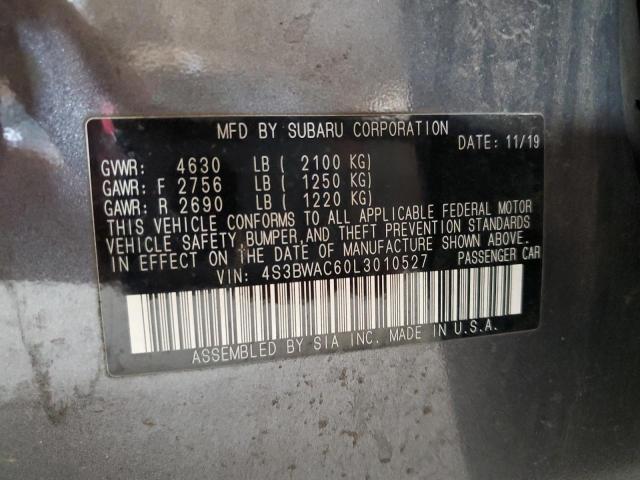 MFD BY SUBARU CORPORATION
DATE: 11/19
GVWR: 4630 LB ( 2100 KG)
GAWR: F 2756 LB ( 1250 KG)
GAWR: R 2690 LB ( 1220 KG)
THIS VEHICLE CONFORMS TO ALL APPLICABLE FEDERAL MOTOR
VEHICLE SAFETY, BUMPER, AND THEFT PREVENTION STANDARDS
IN EFFECT ON THE DATE OF MANUFACTURE SHOWN ABOVE.
VIN: 4S3BWAC60L3010527 PASSENGER CAR
ASSEMBLED BY SIA INC. MADE IN U.S.A.